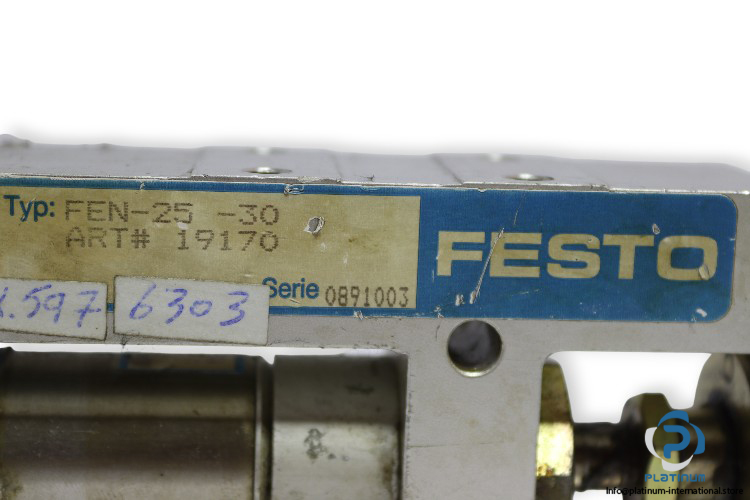 Typ: FEN-25 -30
ART# 19170
FESTO
Serie 0891003
.597 6303
PLATINUM
info@platinum-international.store